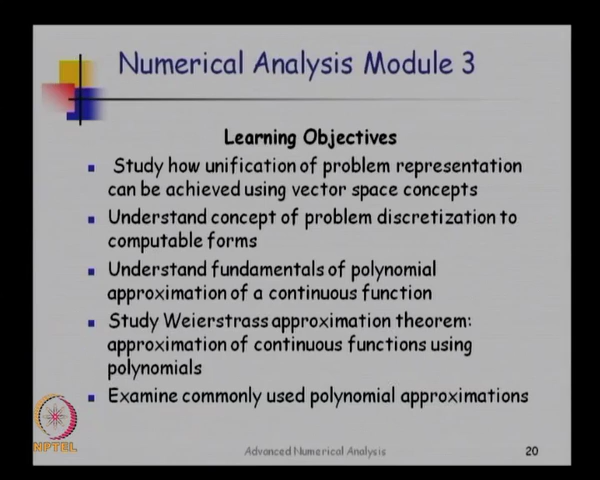 Numerical Analysis Module 3
Learning Objectives
Study how unification of problem representation
can be achieved using vector space concepts
Understand concept of problem discretization to
computable forms
Understand fundamentals of polynomial
approximation of a continuous function
Study Weierstrass approximation theorem:
approximation of continuous functions using
polynomials
Examine commonly used polynomial approximations
NPTEL
Advanced Numerical Analysis
20